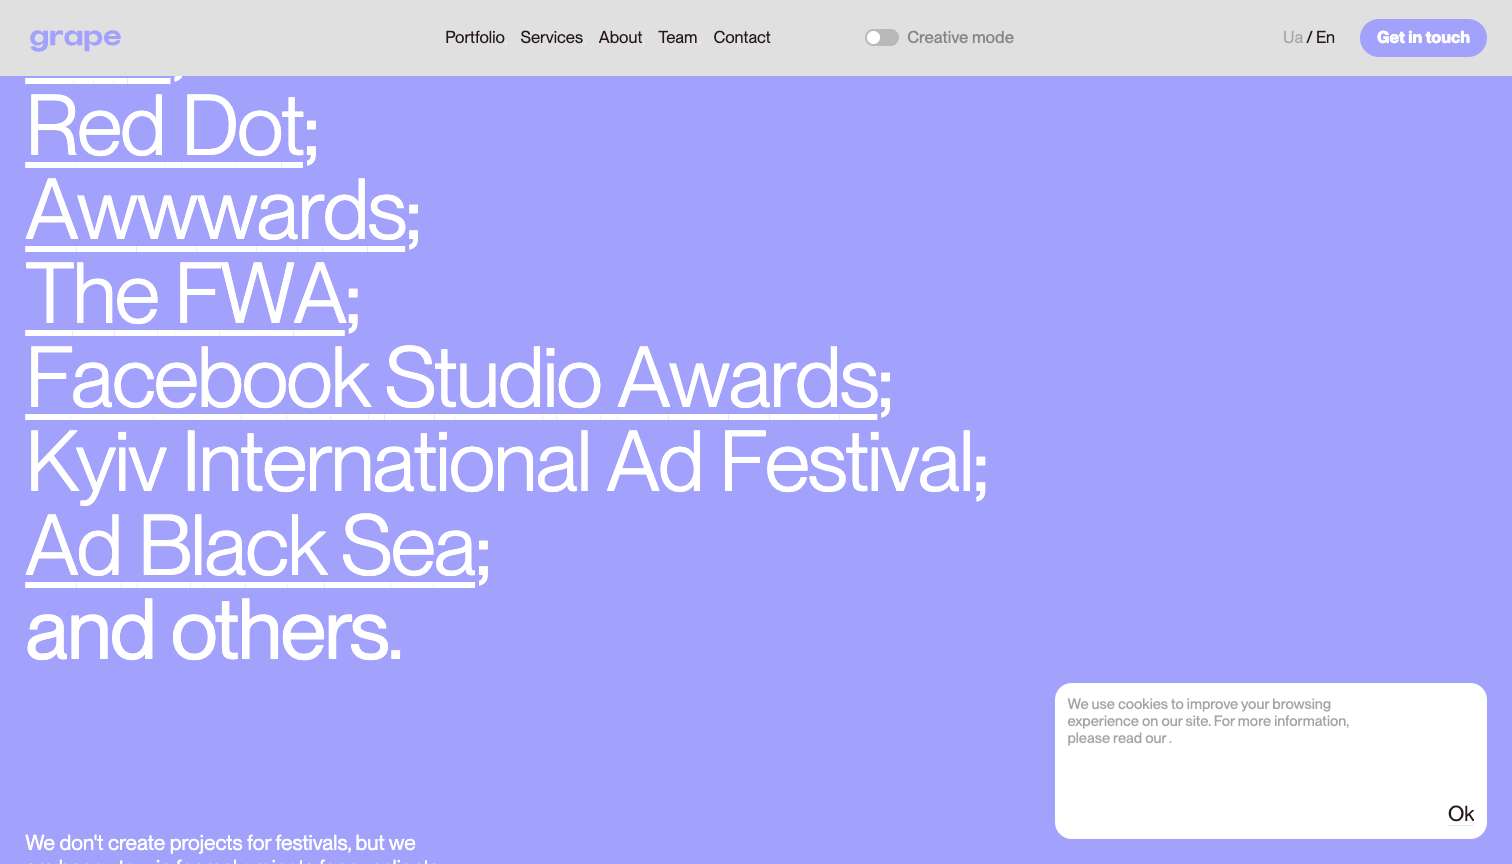 grape
Portfolio Services About Team Contact
Creative mode
Ua / En
Get in touch
Red Dot;
Awwwards;
The FWA;
Facebook Studio Awards;
Kyiv International Ad Festival;
Ad Black Sea;
and others.
We use cookies to improve your browsing
experience on our site. For more information,
please read our .
Ok
We don't create projects for festivals, but we